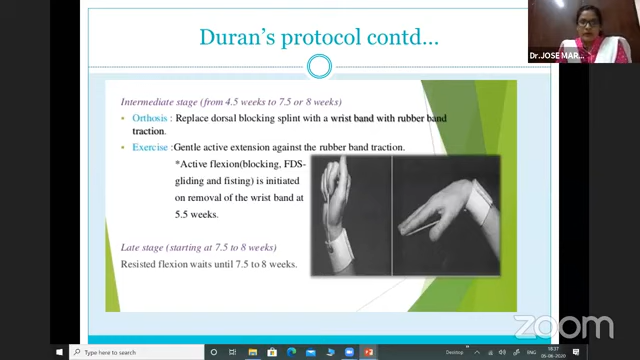 Duran's protocol contd...
Dr.JOSE MAR...
Intermediate stage (from 4.5 weeks to 7.5 or 8 weeks)
Orthosis : Replace dorsal blocking splint with a wrist band with rubber band
traction.
Exercise :Gentle active extension against the rubber band traction.
*Active flexion(blocking, FDS-
gliding and fisting) is initiated
on removal of the wrist band at
5.5 weeks.
Late stage (starting at 7.5 to 8 weeks)
Resisted flexion waits until 7.5 to 8 weeks.
zoom
Type here to search
Desktop
ENG
18:37
05-06-2020